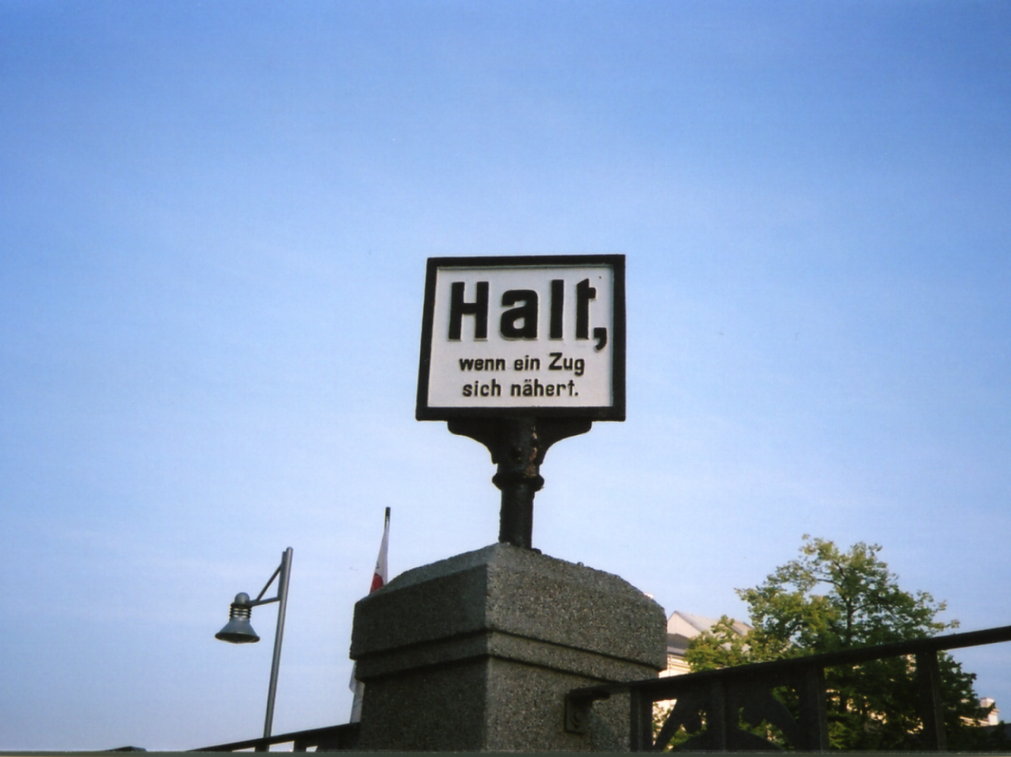 Halt,
wenn ein Zug
sich nähert.